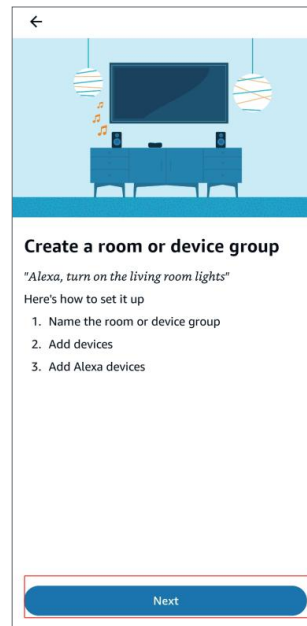 Create a room or device group
"Alexa, turn on the living room lights"
Here's how to set it up
1. Name the room or device group
2. Add devices
3. Add Alexa devices
Next